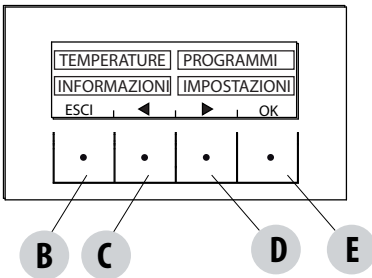 TEMPERATURE PROGRAMMI
INFORMAZIONI IMPOSTAZIONI
ESCI ◄ ► OK
B C D E